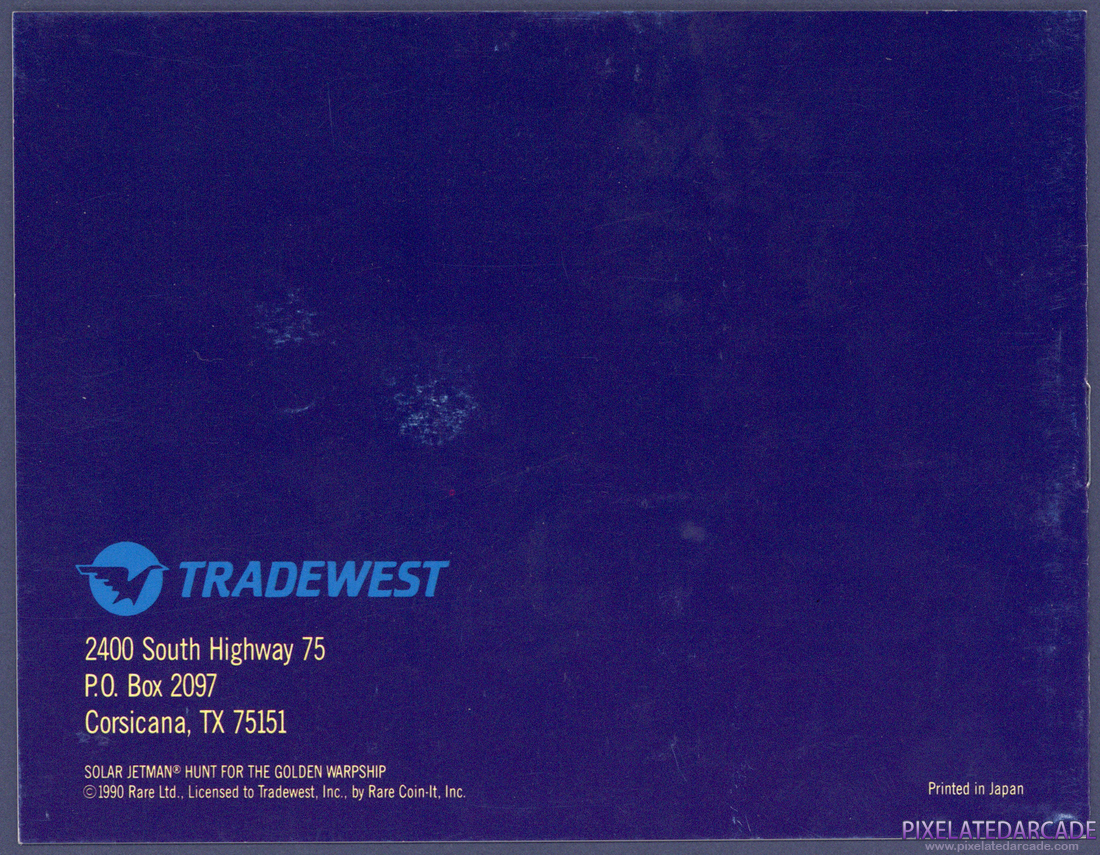 TRADEWEST
2400 South Highway 75
P.O. Box 2097
Corsicana, TX 75151
SOLAR JETMAN® HUNT FOR THE GOLDEN WARPSHIP
©1990 Rare Ltd., Licensed to Tradewest, Inc., by Rare Coin-It, Inc.
Printed in Japan
PIXELATEDARCADE
www.pixelatedarcade.com